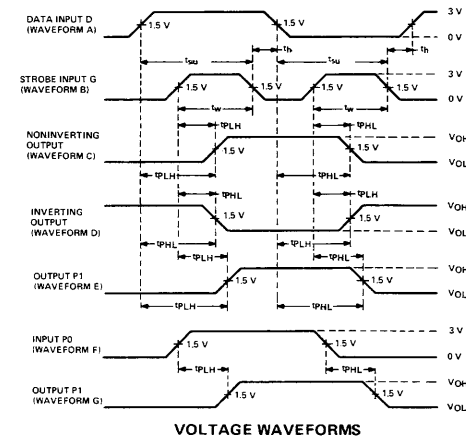 DATA INPUT D
(WAVEFORM A)
1.5 V
1.5 V
3 V
0 V
tsu
th
tsu
th
STROBE INPUT G
(WAVEFORM B)
1.5 V
1.5 V
1.5 V
1.5 V
3 V
0 V
tw
tw
tPLH
tPHL
NONINVERTING
OUTPUT
(WAVEFORM C)
1.5 V
1.5 V
VOH
VOL
tPLH
tPHL
tPHL
tPLH
INVERTING
OUTPUT
(WAVEFORM D)
1.5 V
1.5 V
VOH
VOL
tPHL
tPLH
tPLH
tPHL
OUTPUT P1
(WAVEFORM E)
1.5 V
1.5 V
VOH
VOL
tPLH
tPHL
INPUT P0
(WAVEFORM F)
1.5 V
1.5 V
3 V
0 V
tPLH
tPHL
OUTPUT P1
(WAVEFORM G)
1.5 V
1.5 V
VOH
VOL
VOLTAGE WAVEFORMS